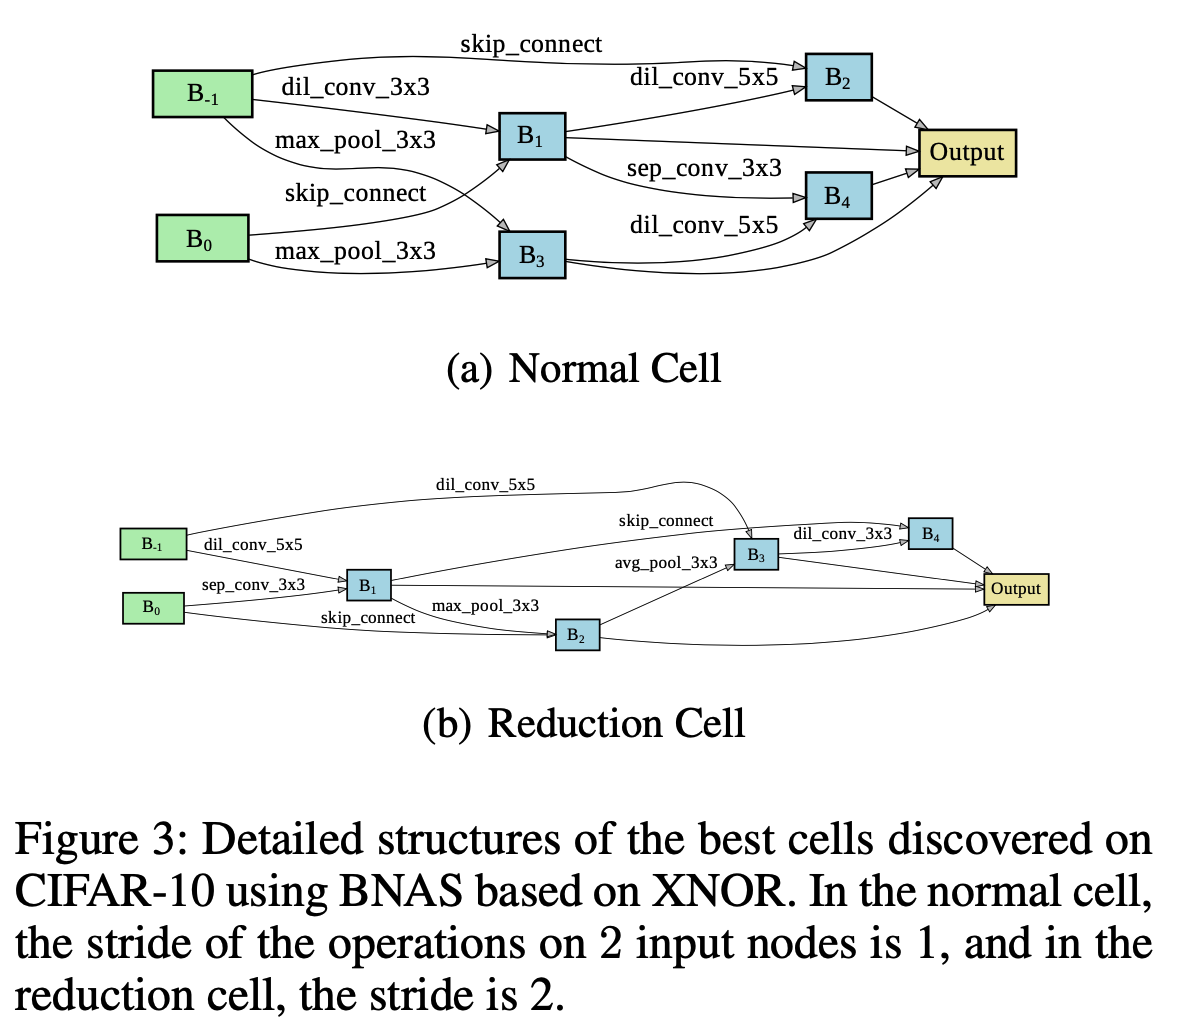 skip_connect
B-1
dil_conv_3x3
dil_conv_5x5
B2
max_pool_3x3
B1
Output
skip_connect
sep_conv_3x3
B4
B0
max_pool_3x3
dil_conv_5x5
B3
(a) Normal Cell
dil_conv_5x5
skip_connect
B-1
dil_conv_5x5
dil_conv_3x3
B4
B3
avg_pool_3x3
sep_conv_3x3
B1
Output
B0
max_pool_3x3
skip_connect
B2
(b) Reduction Cell
Figure 3: Detailed structures of the best cells discovered on
CIFAR-10 using BNAS based on XNOR. In the normal cell,
the stride of the operations on 2 input nodes is 1, and in the
reduction cell, the stride is 2.